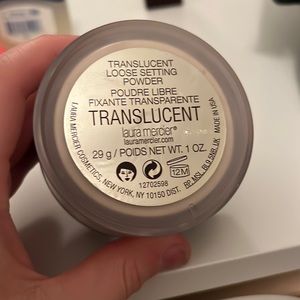 TRANSLUCENT
LOOSE SETTING
POWDER
POUDRE LIBRE
FIXANTE TRANSPARENTE
TRANSLUCENT
laura mercier®
lauramercier.com
29 g / POIDS NET WT. 1 OZ.
12M
12702598
LAURA MERCIER COSMETICS, NEW YORK, NY 10150 DIST.
MADE IN USA